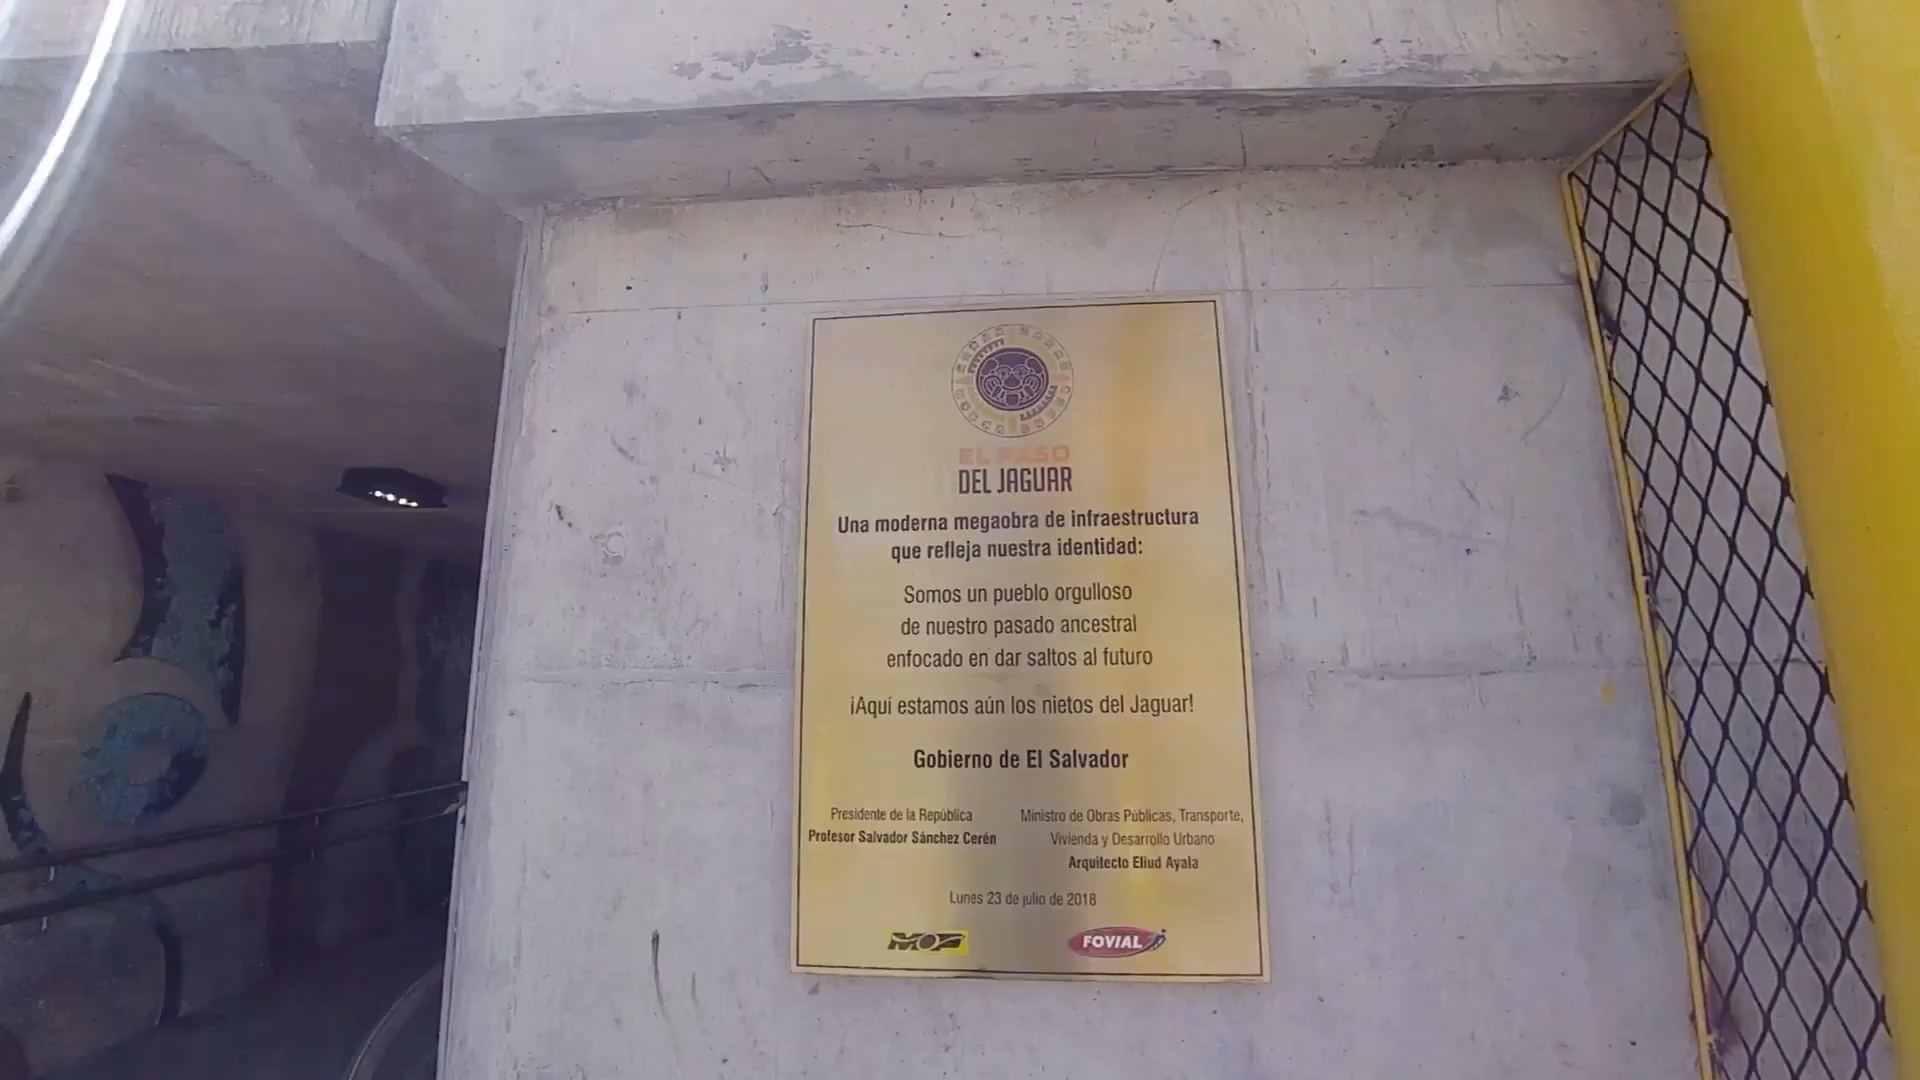 EL PASO
DEL JAGUAR
Una moderna megaobra de infraestructura
que refleja nuestra identidad:
Somos un pueblo orgulloso
de nuestro pasado ancestral
enfocado en dar saltos al futuro
¡Aquí estamos aún los nietos del Jaguar!
Gobierno de El Salvador
Presidente de la República
Profesor Salvador Sánchez Cerén
Ministro de Obras Públicas, Transporte,
Vivienda y Desarrollo Urbano
Arquitecto Eliud Ayala
Lunes 23 de julio de 2018
MOP
FOVIAL